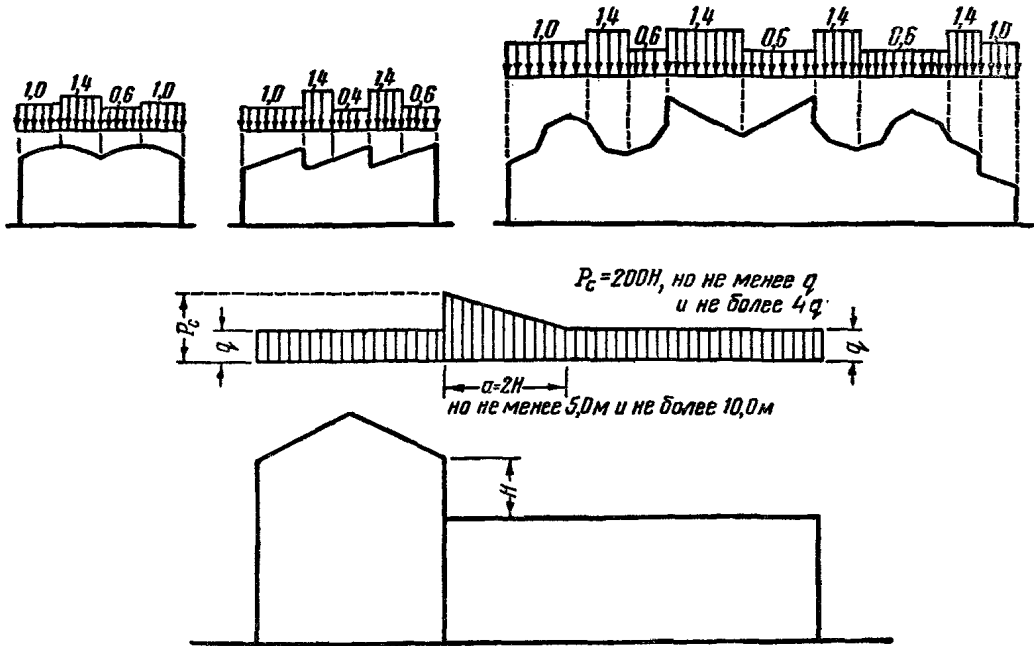 1,0 1,4 0,6 1,0
1,0 1,4 0,4 1,4 0,6
1,0 1,4 0,6 1,4 0,6 1,4 0,6 1,4 1,0
Pс=200H, но не менее q
и не более 4q
Pс
q
q
a=2H
но не менее 5,0м и не более 10,0м
H